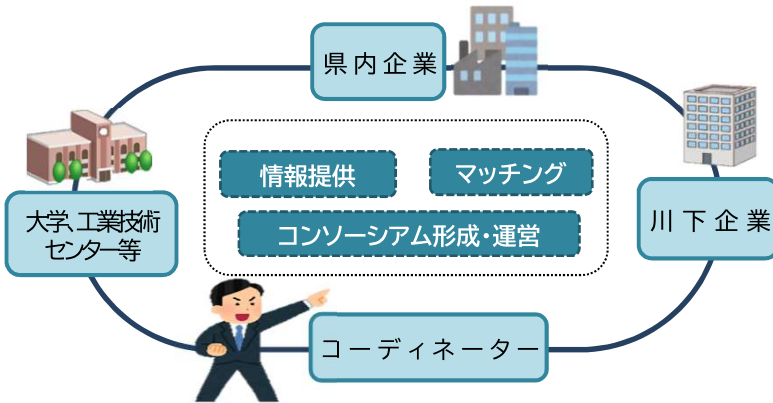 県内企業
情報提供
マッチング
大学、工業技術
センター等
川下企業
コンソーシアム形成・運営
コーディネーター